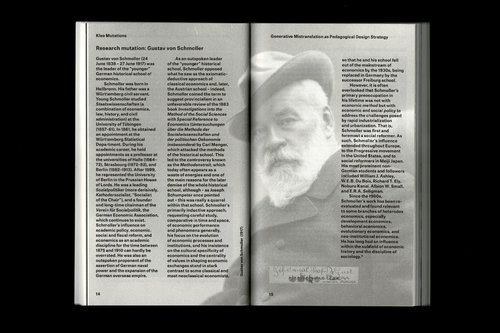 Klss Mutations
Research mutation: Gustav von Schmoller
Gustav von Schmoller (24
June 1838 – 27 June 1917) was
the leader of the "younger"
German historical school of
economics.
Schmoller was born in
Heilbronn. His father was a
Württemberg civil servant.
Young Schmoller studied
Staatswissenschaften (a
combination of economics,
law, history, and civil
administration) at the
University of Tübingen
(1857–61). In 1861, he obtained
an appointment at the
Württemberg Statistical
Department. During his
academic career, he held
appointments as a professor at
the universities of Halle (1864–
72), Strasbourg (1872–82), and
Berlin (1882–1913). After 1899,
he represented the University
of Berlin in the Prussian House
of Lords. He was a leading
Sozialpolitiker (more derisively,
Kathedersozialist, "Socialist
of the Chair"), and a founder
and long-time chairman of the
Verein für Socialpolitik, the
German Economic Association,
which continues to exist.
Schmoller's influence on
academic policy, economic,
social and fiscal reform, and
economics as an academic
discipline for the time between
1875 and 1910 can hardly be
overrated. He was also an
outspoken proponent of the
assertion of German naval
power and the expansion of the
German overseas empire.
As an outspoken leader
of the "younger" historical
school, Schmoller opposed
what he saw as the axiomatic-
deductive approach of
classical economics and, later,
the Austrian school – indeed,
Schmoller coined the term to
suggest provincialism in an
unfavorable review of the 1883
book Investigations into the
Method of the Social Sciences
with Special Reference to
Economics (Untersuchungen
über die Methode der
Socialwissenschaften und
der politischen Oekonomie
insbesondere) by Carl Menger,
which attacked the methods
of the historical school. This
led to the controversy known
as the Methodenstreit, which
today often appears as a
waste of energies and one of
the main reasons for the later
demise of the whole historical
school, although – as Joseph
Schumpeter once pointed
out – this was really a quarrel
within that school. Schmoller's
primarily inductive approach,
requesting careful study,
comparative in time and space,
of economic performance
and phenomena generally,
his focus on the evolution
of economic processes and
institutions, and his insistence
on the cultural specificity of
economics and the centrality
of values in shaping economic
exchanges stand in stark
contrast to some classical and
most neoclassical economists,
Gustav von Schmoller (1917)
14
Generative Mistranslation as Pedagogical Design Strategy
so that he and his school fell
out of the mainstream of
economics by the 1930s, being
replaced in Germany by the
successor Freiburg school.
However, it is often
overlooked that Schmoller's
primary preoccupation in
his lifetime was not with
economic method but with
economic and social policy to
address the challenges posed
by rapid industrialization
and urbanization. That is,
Schmoller was first and
foremost a social reformer. As
such, Schmoller's influence
extended throughout Europe,
to the Progressive movement
in the United States, and to
social reformers in Meiji Japan.
His most prominent non-
German students and followers
included William J. Ashley,
W.E.B. Du Bois, Richard T. Ely,
Noburu Kanai, Albion W. Small,
and E.R.A. Seligman.
Since the 1980s,
Schmoller's work has been re-
evaluated and found relevant
to some branches of heterodox
economics, especially
development economics,
behavioral economics,
evolutionary economics, and
neo-institutional economics.
He has long had an influence
within the subfield of economic
history and the discipline of
sociology.
15